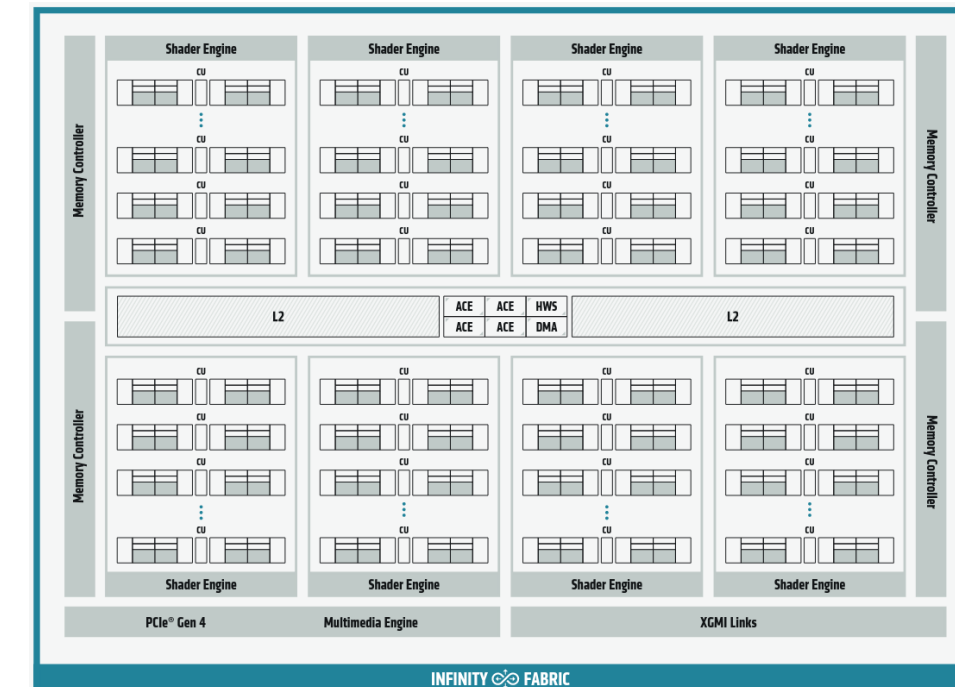 Shader Engine Shader Engine Shader Engine Shader Engine
CU CU CU CU
CU CU CU CU
CU CU CU CU
CU CU CU CU
Memory Controller
Memory Controller
L2
ACE ACE HWS
ACE ACE DMA
L2
Memory Controller
Memory Controller
CU CU CU CU
CU CU CU CU
CU CU CU CU
CU CU CU CU
Shader Engine Shader Engine Shader Engine Shader Engine
PCIe® Gen 4 Multimedia Engine XGMI Links
INFINITY FABRIC